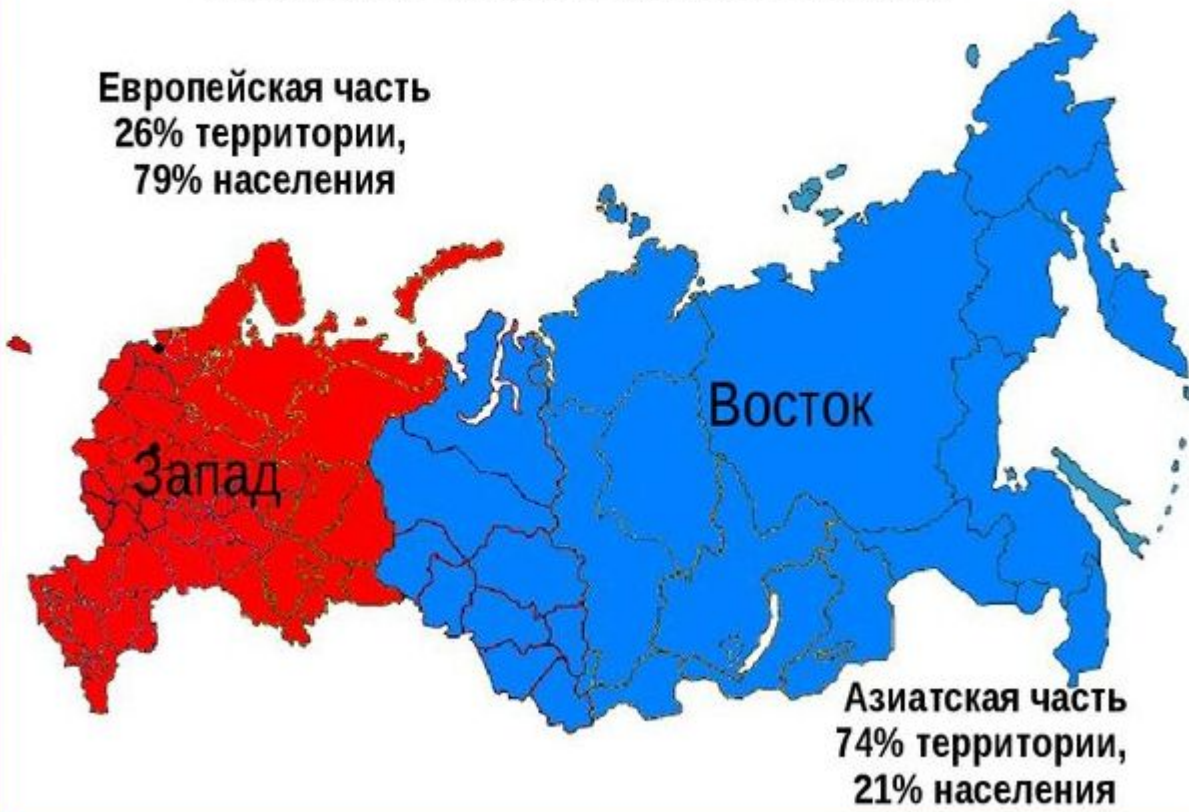 Европейская часть
26% территории,
79% населения
Восток
Запад
Азиатская часть
74% территории,
21% населения